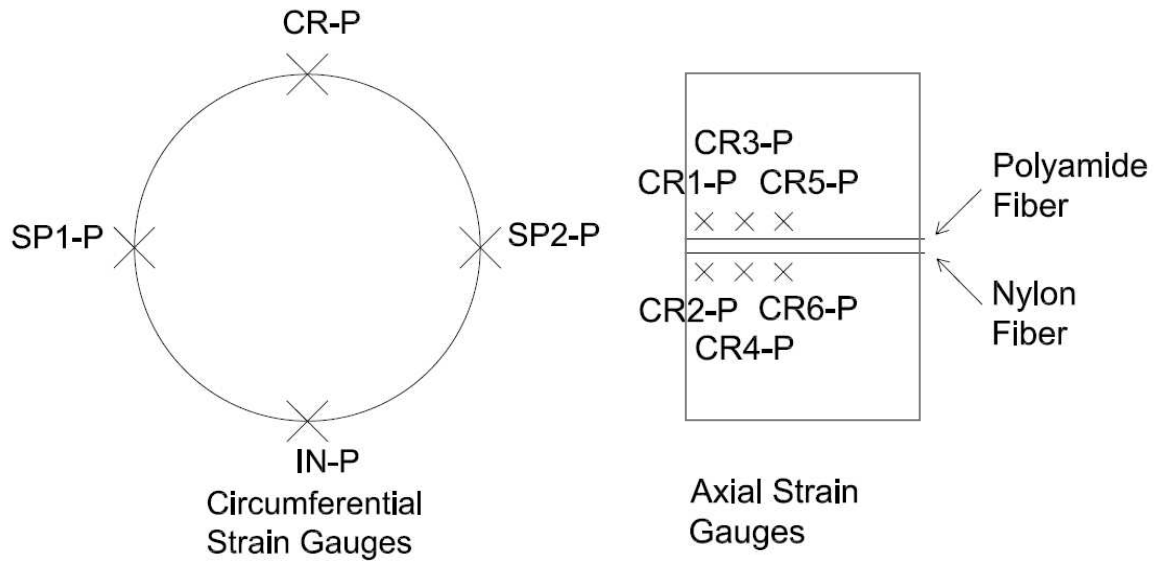 CR-P
SP1-P
SP2-P
IN-P
Circumferential
Strain Gauges
CR3-P
CR1-P CR5-P
CR2-P CR6-P
CR4-P
Polyamide
Fiber
Nylon
Fiber
Axial Strain
Gauges